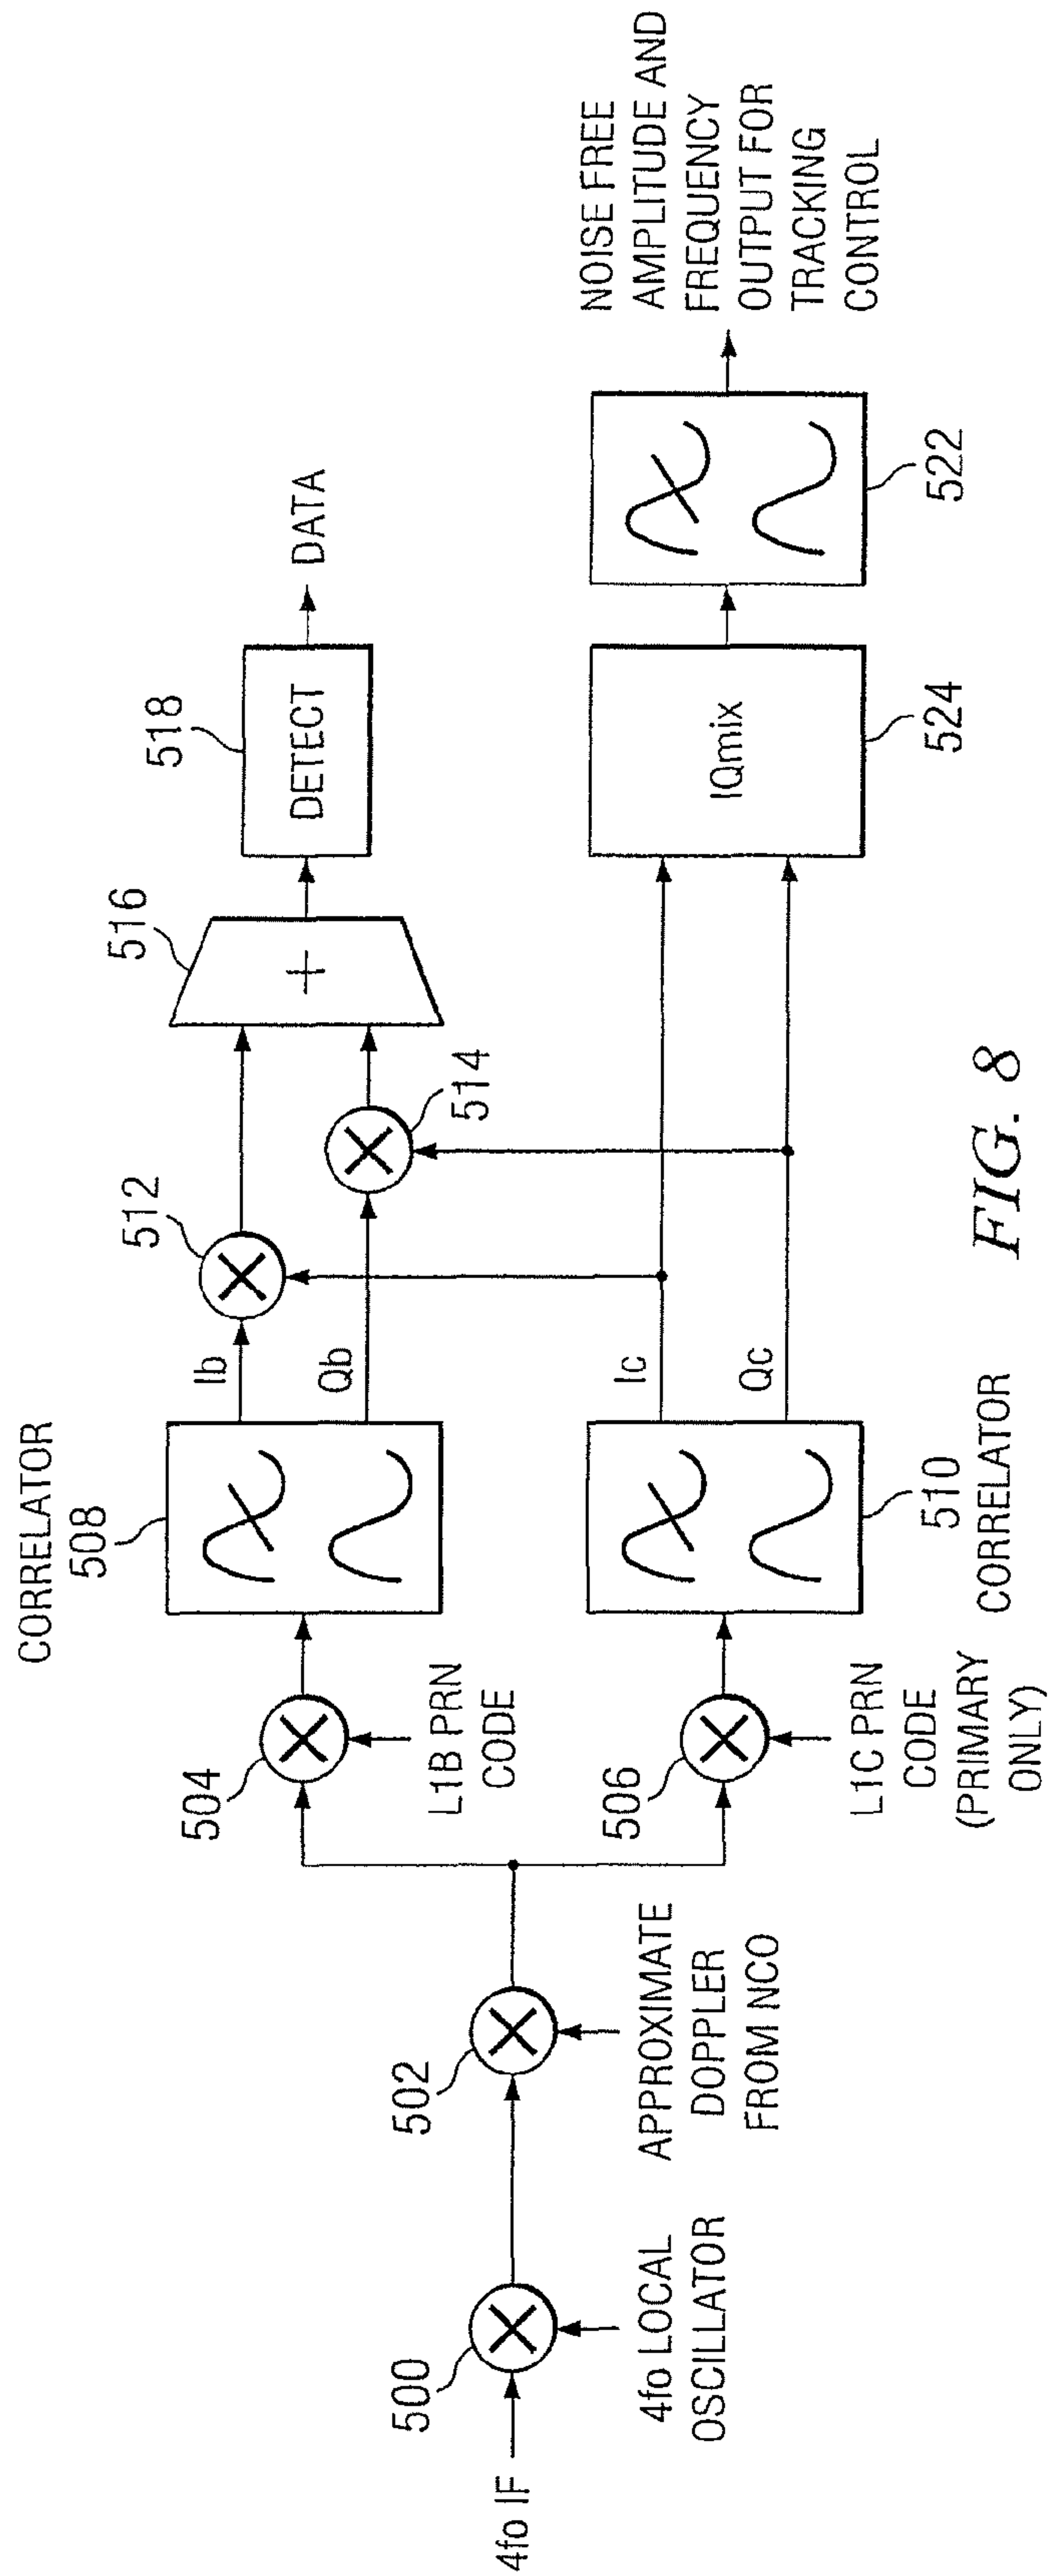 4fo IF
500
4fo LOCAL
OSCILLATOR
502
APPROXIMATE
DOPPLER
FROM NCO
504
L1B PRN
CODE
506
L1C PRN
CODE
(PRIMARY
ONLY)
CORRELATOR
508
510
CORRELATOR
Ib
Qb
Ic
Qc
512
514
516
+
518
DETECT
DATA
IQmix
524
522
NOISE FREE
AMPLITUDE AND
FREQUENCY
OUTPUT FOR
TRACKING
CONTROL
FIG. 8